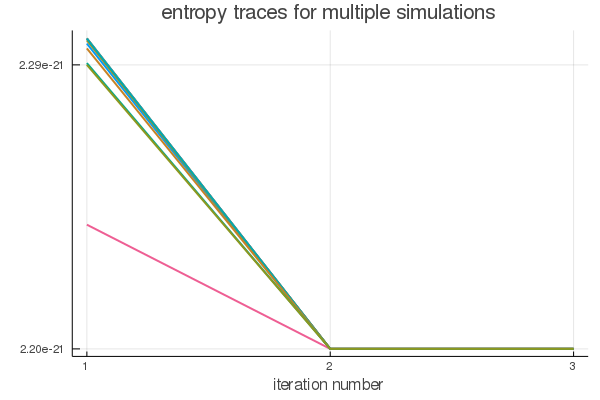 entropy traces for multiple simulations
2.29e-21
2.20e-21
1
2
3
iteration number